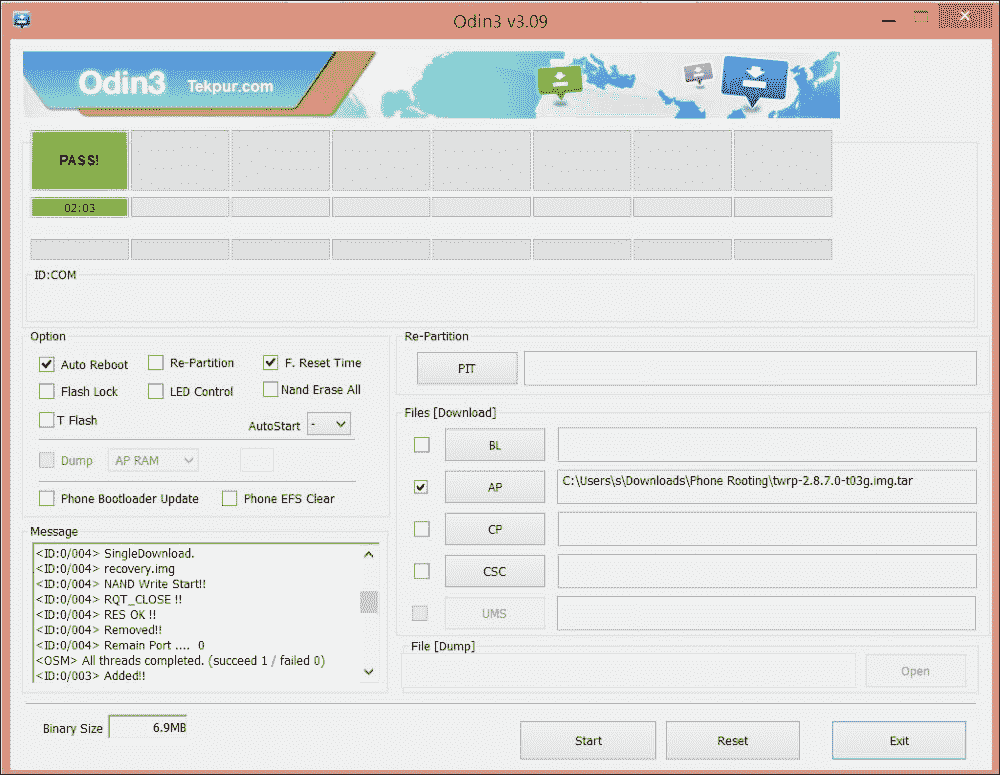 Odin3 v3.09
Odin3 Tekpur.com
PASS!
02:03
ID:COM
Option
Auto Reboot Re-Partition F. Reset Time
Flash Lock LED Control Nand Erase All
T Flash AutoStart -
Dump AP RAM
Phone Bootloader Update Phone EFS Clear
Message
<ID:0/004> SingleDownload.
<ID:0/004> recovery.img
<ID:0/004> NAND Write Start!!
<ID:0/004> RQT_CLOSE !!
<ID:0/004> RES OK !!
<ID:0/004> Removed!!
<ID:0/004> Remain Port .... 0
<OSM> All threads completed. (succeed 1 / failed 0)
<ID:0/003> Added!!
Re-Partition
PIT
Files [Download]
BL
AP C:\Users\s\Downloads\Phone Rooting\twrp-2.8.7.0-t03g.img.tar
CP
CSC
UMS
File [Dump]
Open
Binary Size 6.9MB
Start Reset Exit